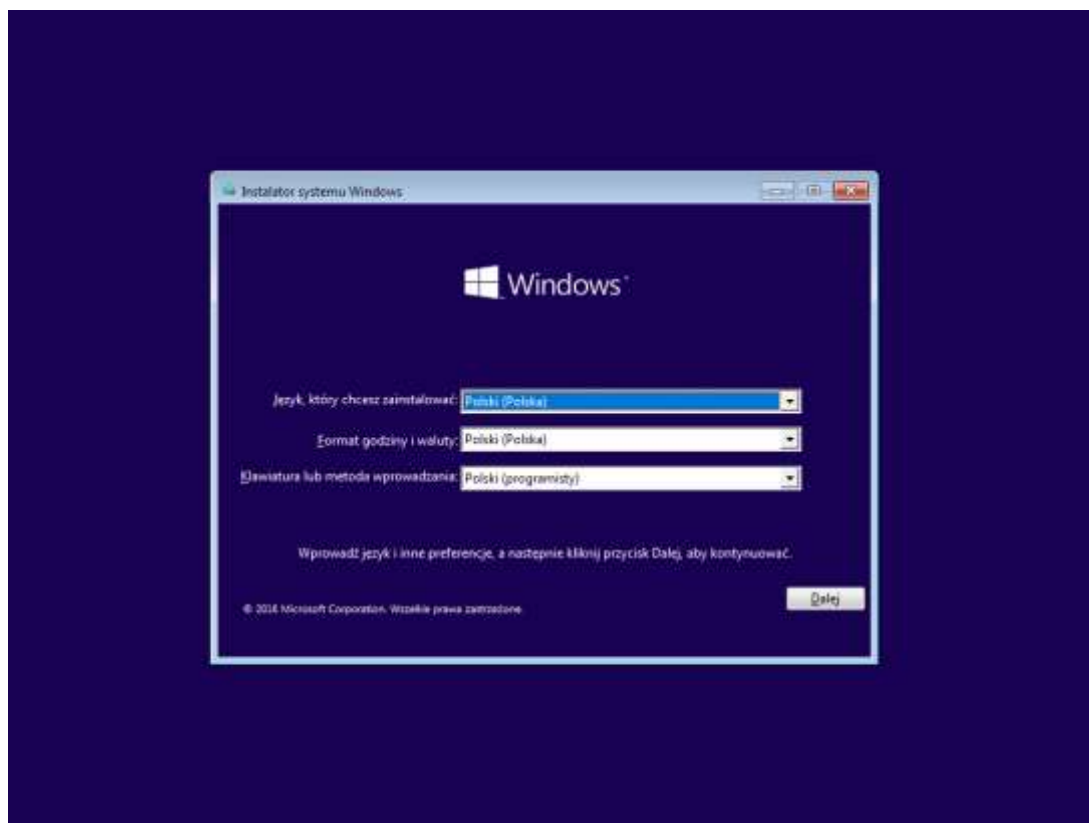 Instalator systemu Windows
Windows
Język, który chcesz zainstalować: Polski (Polska)
Format godziny i waluty: Polski (Polska)
Klawiatura lub metoda wprowadzania: Polski (programisty)
Wprowadź język i inne preferencje, a następnie kliknij przycisk Dalej, aby kontynuować.
© 2016 Microsoft Corporation. Wszelkie prawa zastrzeżone.
Dalej